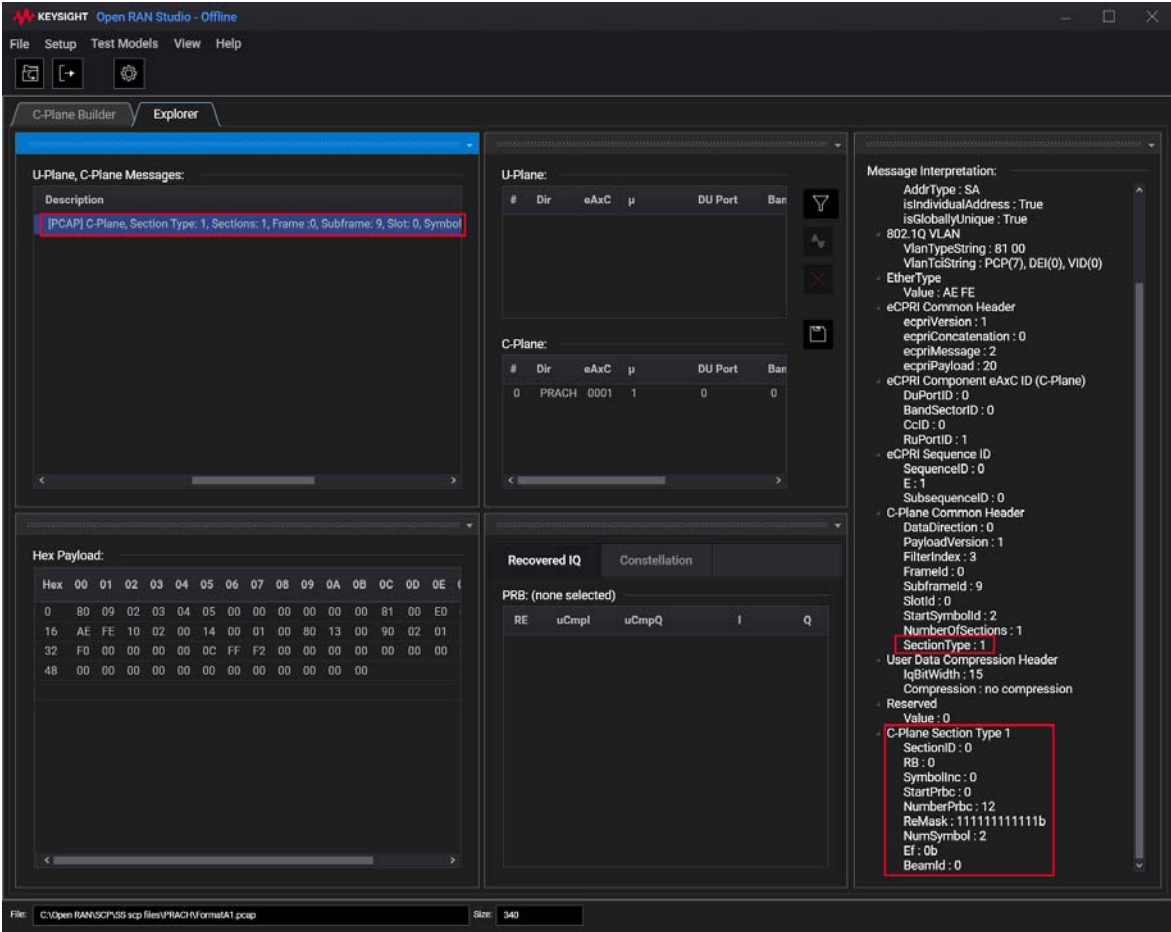 KEYSIGHT Open RAN Studio - Offline
File Setup Test Models View Help
C-Plane Builder Explorer
U-Plane, C-Plane Messages:
Description
[PCAP] C-Plane, Section Type: 1, Sections: 1, Frame :0, Subframe: 9, Slot: 0, Symbol
U-Plane:
# Dir eAxC µ DU Port Ban
C-Plane:
# Dir eAxC µ DU Port Ban
0 PRACH 0001 1 0 0
Hex Payload:
Hex 00 01 02 03 04 05 06 07 08 09 0A 0B 0C 0D 0E
0 80 09 02 03 04 05 00 00 00 00 00 00 81 00 E0
16 AE FE 10 02 00 14 00 01 00 80 13 00 90 02 01
32 F0 00 00 00 00 0C FF F2 00 00 00 00 00 00 00
48 00 00 00 00 00 00 00 00 00 00 00 00
Recovered IQ Constellation
PRB: (none selected)
RE uCmpI uCmpQ I Q
Message Interpretation:
AddrType : SA
isIndividualAddress : True
isGloballyUnique : True
802.1Q VLAN
VlanTypeString : 81 00
VlanTciString : PCP(7), DEI(0), VID(0)
EtherType
Value : AE FE
eCPRI Common Header
ecpriVersion : 1
ecpriConcatenation : 0
ecpriMessage : 2
ecpriPayload : 20
eCPRI Component eAxC ID (C-Plane)
DuPortID : 0
BandSectorID : 0
CcID : 0
RuPortID : 1
eCPRI Sequence ID
SequenceID : 0
E : 1
SubsequenceID : 0
C-Plane Common Header
DataDirection : 0
PayloadVersion : 1
FilterIndex : 3
FrameId : 0
SubframeId : 9
SlotId : 0
StartSymbolId : 2
NumberOfSections : 1
SectionType : 1
User Data Compression Header
IqBitWidth : 15
Compression : no compression
Reserved
Value : 0
C-Plane Section Type 1
SectionID : 0
RB : 0
SymbolInc : 0
StartPrbc : 0
NumberPrbc : 12
ReMask : 111111111111b
NumSymbol : 2
Ef : 0b
BeamId : 0
File: C:\Open RAN\SCP\SS scp files\PRACH\FormatA1.pcap Size: 340